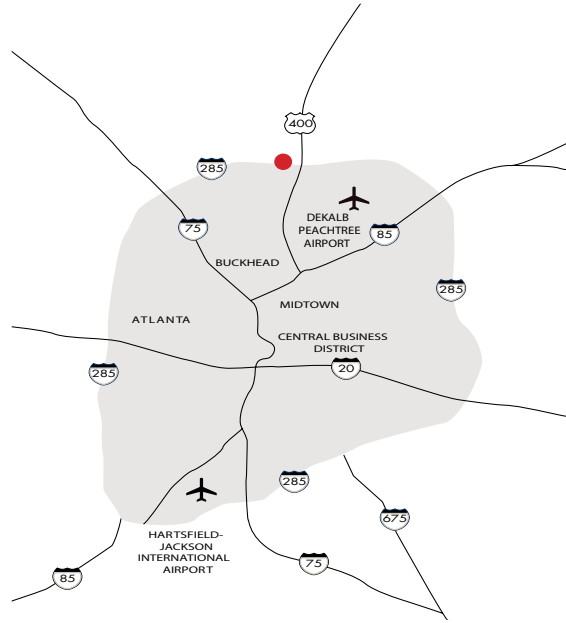 400
285
75
DEKALB
PEACHTREE
AIRPORT
85
BUCKHEAD
285
MIDTOWN
ATLANTA
CENTRAL BUSINESS
DISTRICT
20
285
285
675
HARTSFIELD-
JACKSON
INTERNATIONAL
AIRPORT
75
85